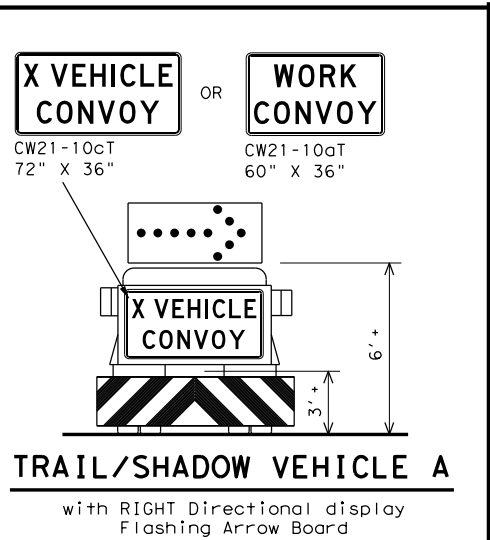 X VEHICLE
CONVOY
OR
WORK
CONVOY
CW21-10cT
72" X 36"
CW21-10aT
60" X 36"
X VEHICLE
CONVOY
6'+
3'+
TRAIL/SHADOW VEHICLE A
with RIGHT Directional display
Flashing Arrow Board